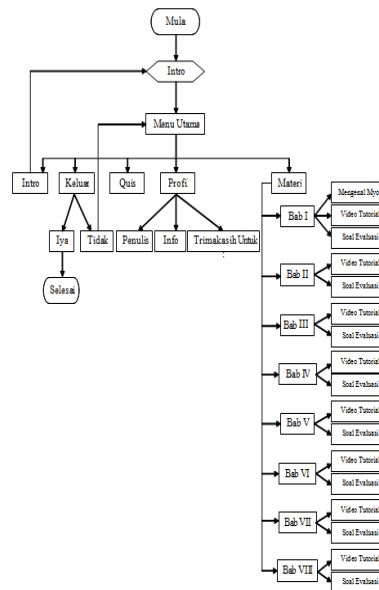 Mula
Intro
Menu Utama
Intro
Keluar
Quis
Profi
Materi
Iya
Tidak
Penulis
Info
Trimakasih Untuk :
Selesai
Bab I
Mengenal Myo
Video Tutorial
Soal Evaluasi
Bab II
Video Tutorial
Soal Evaluasi
Bab III
Video Tutorial
Soal Evaluasi
Bab IV
Video Tutorial
Soal Evaluasi
Bab V
Video Tutorial
Soal Evaluasi
Bab VI
Video Tutorial
Soal Evaluasi
Bab VII
Video Tutorial
Soal Evaluasi
Bab VIII
Video Tutorial
Soal Evaluasi